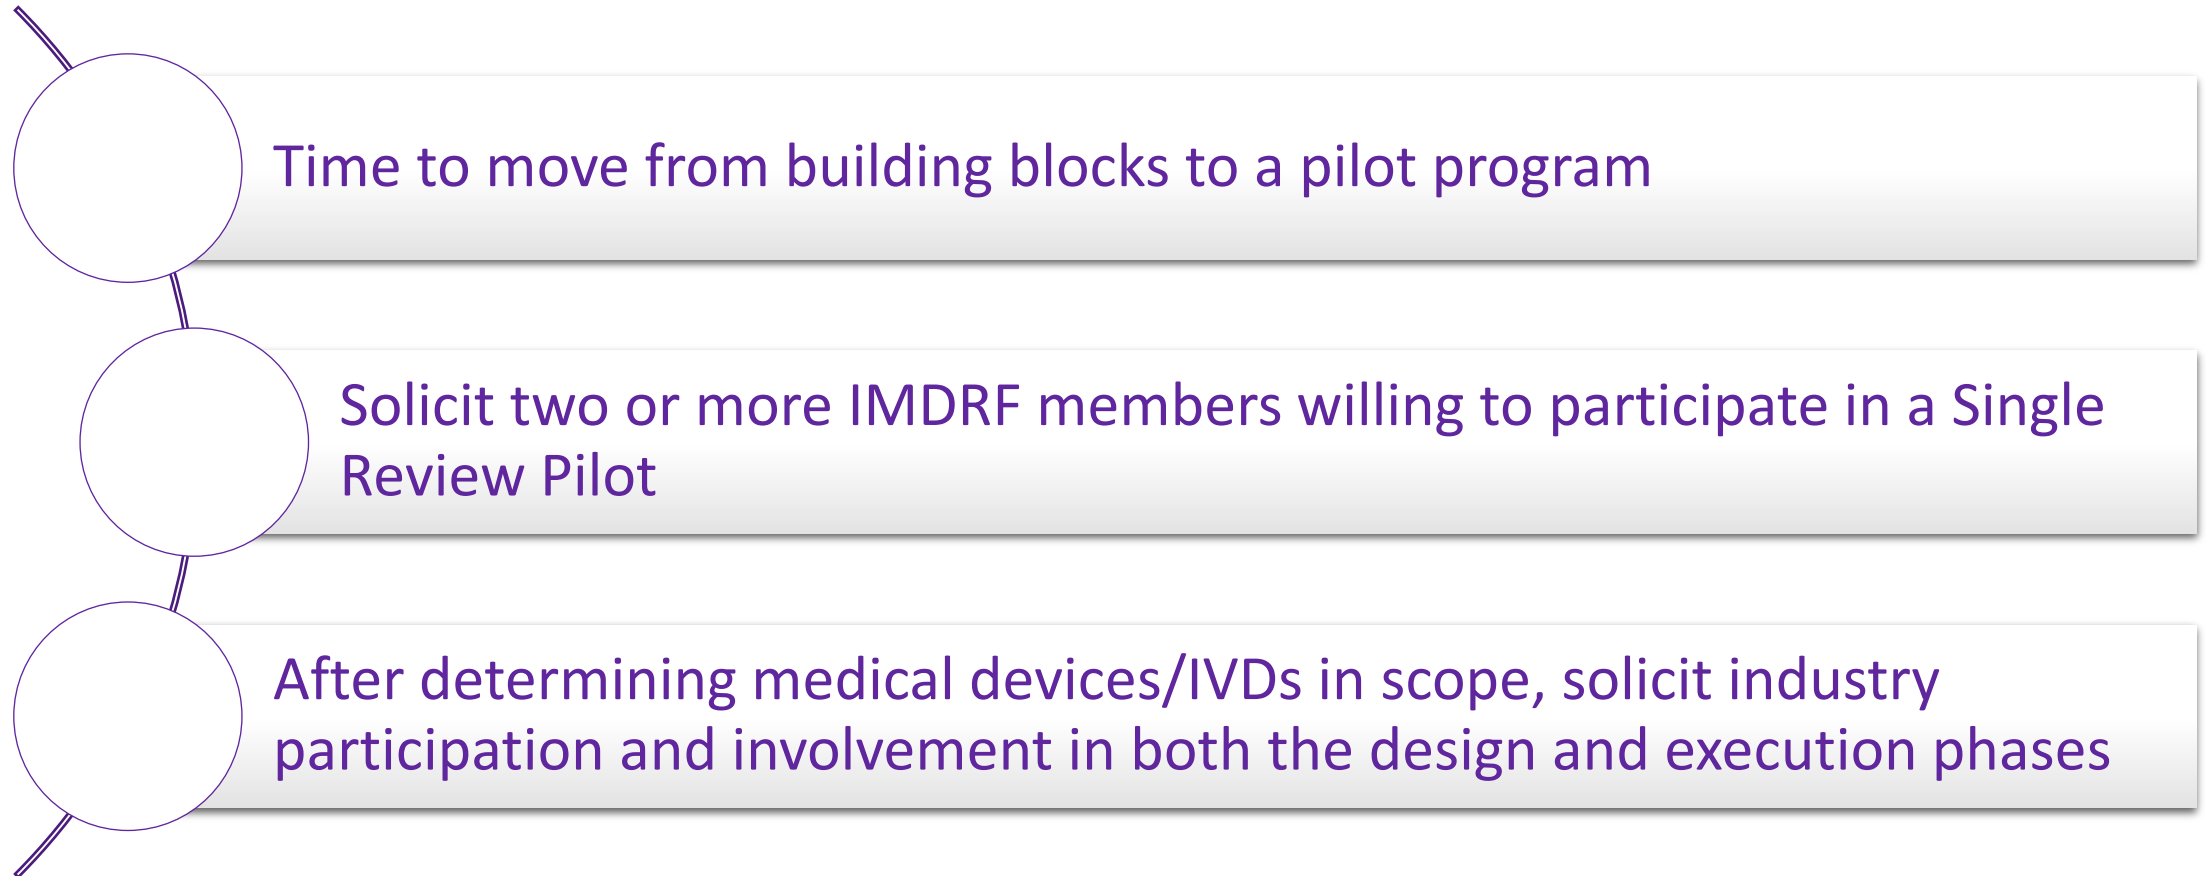 Time to move from building blocks to a pilot program
Solicit two or more IMDRF members willing to participate in a Single
Review Pilot
After determining medical devices/IVDs in scope, solicit industry
participation and involvement in both the design and execution phases